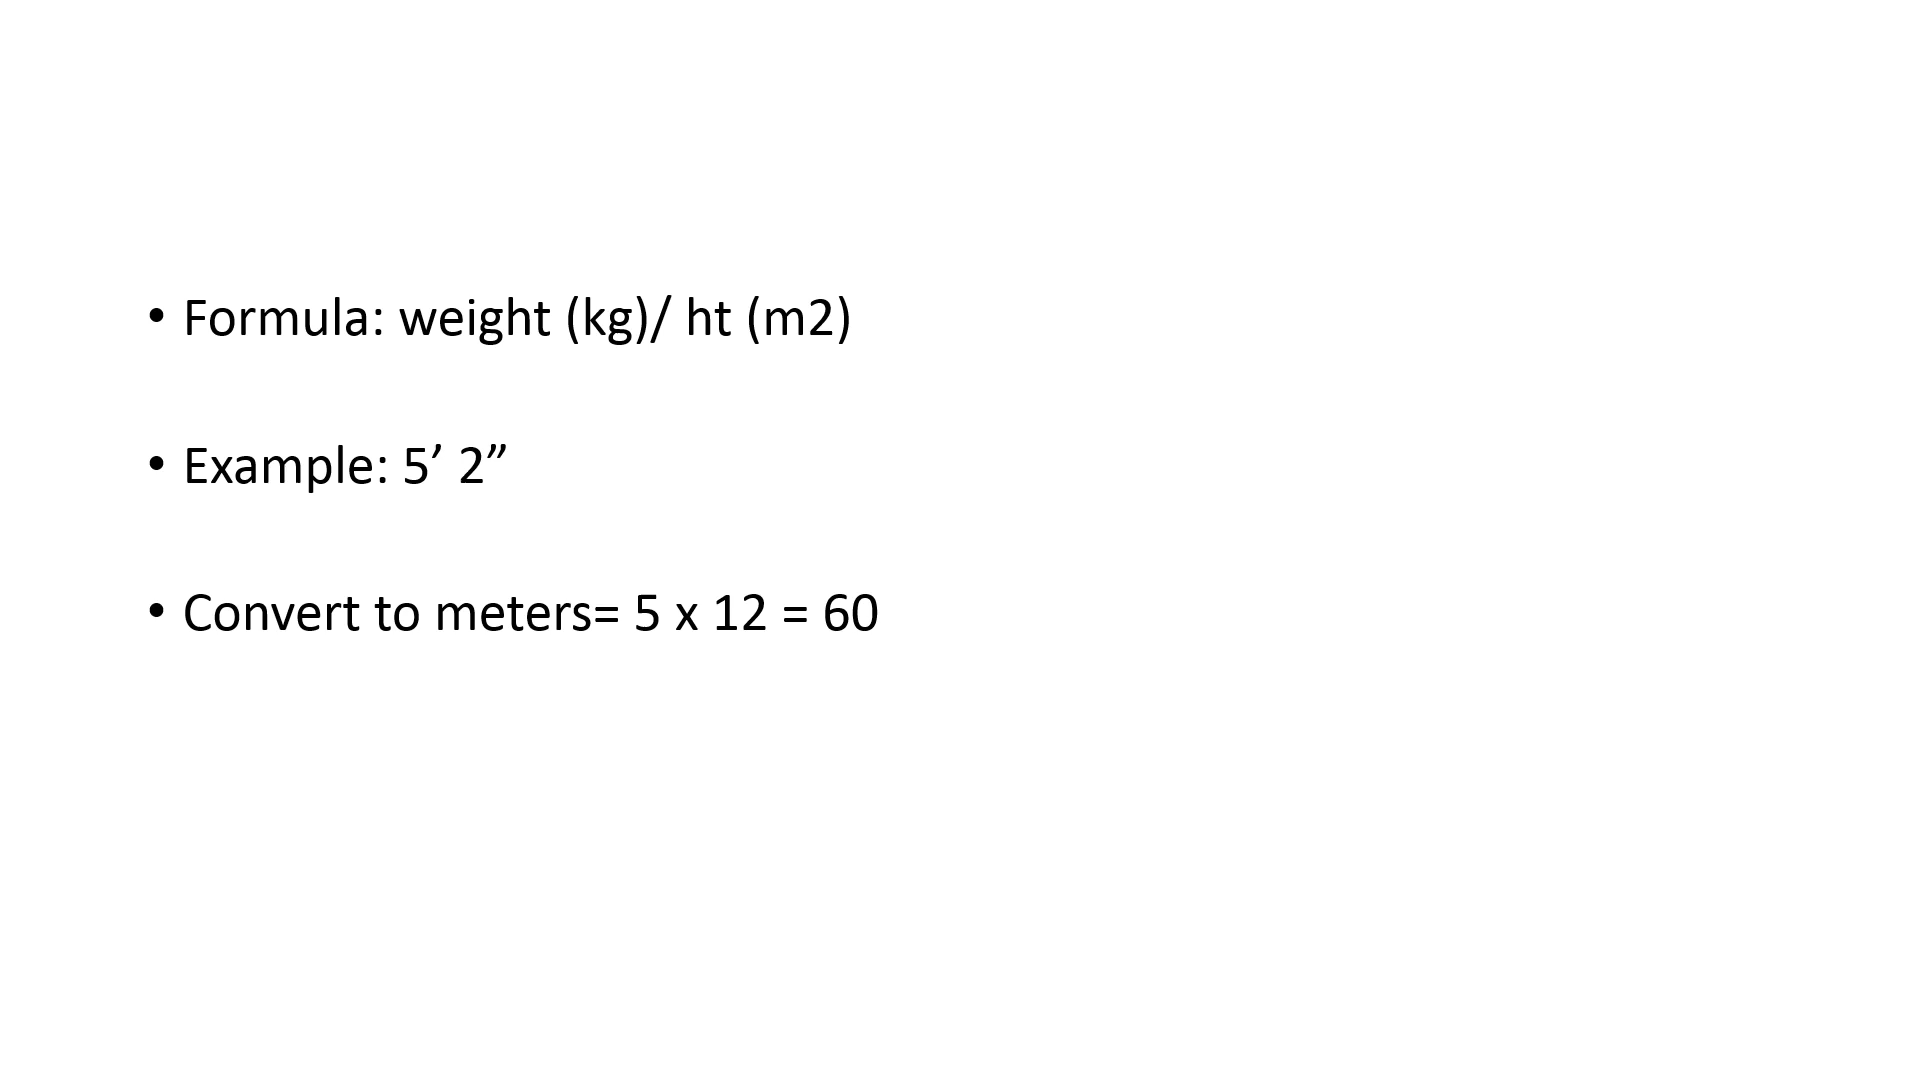 • Formula: weight (kg)/ ht (m2)
• Example: 5’ 2”
• Convert to meters= 5 x 12 = 60